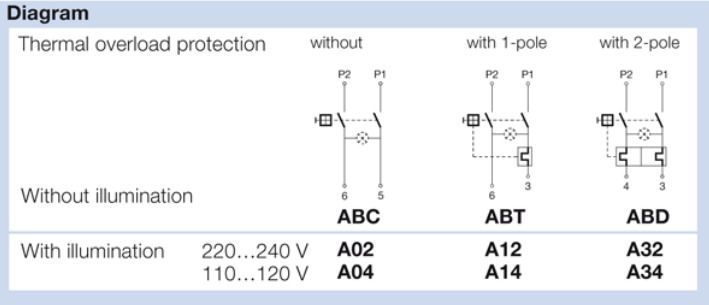 Diagram
Thermal overload protection without with 1-pole with 2-pole
P2 P1 P2 P1 P2 P1
6 5 6 3 4 3
Without illumination
ABC ABT ABD
With illumination 220...240 V A02 A12 A32
110...120 V A04 A14 A34